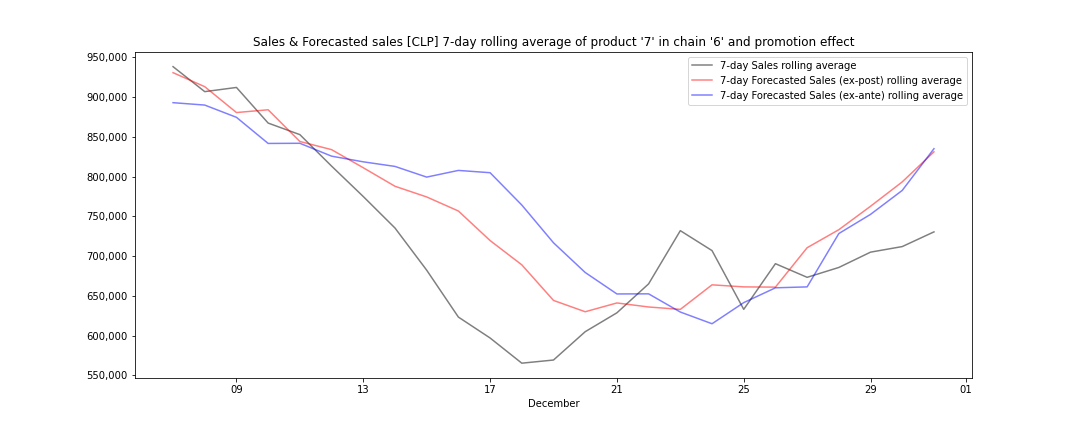 Sales & Forecasted sales [CLP] 7-day rolling average of product '7' in chain '6' and promotion effect
950,000
900,000
850,000
800,000
750,000
700,000
650,000
600,000
550,000
7-day Sales rolling average
7-day Forecasted Sales (ex-post) rolling average
7-day Forecasted Sales (ex-ante) rolling average
09 13 17 21 25 29 01
December